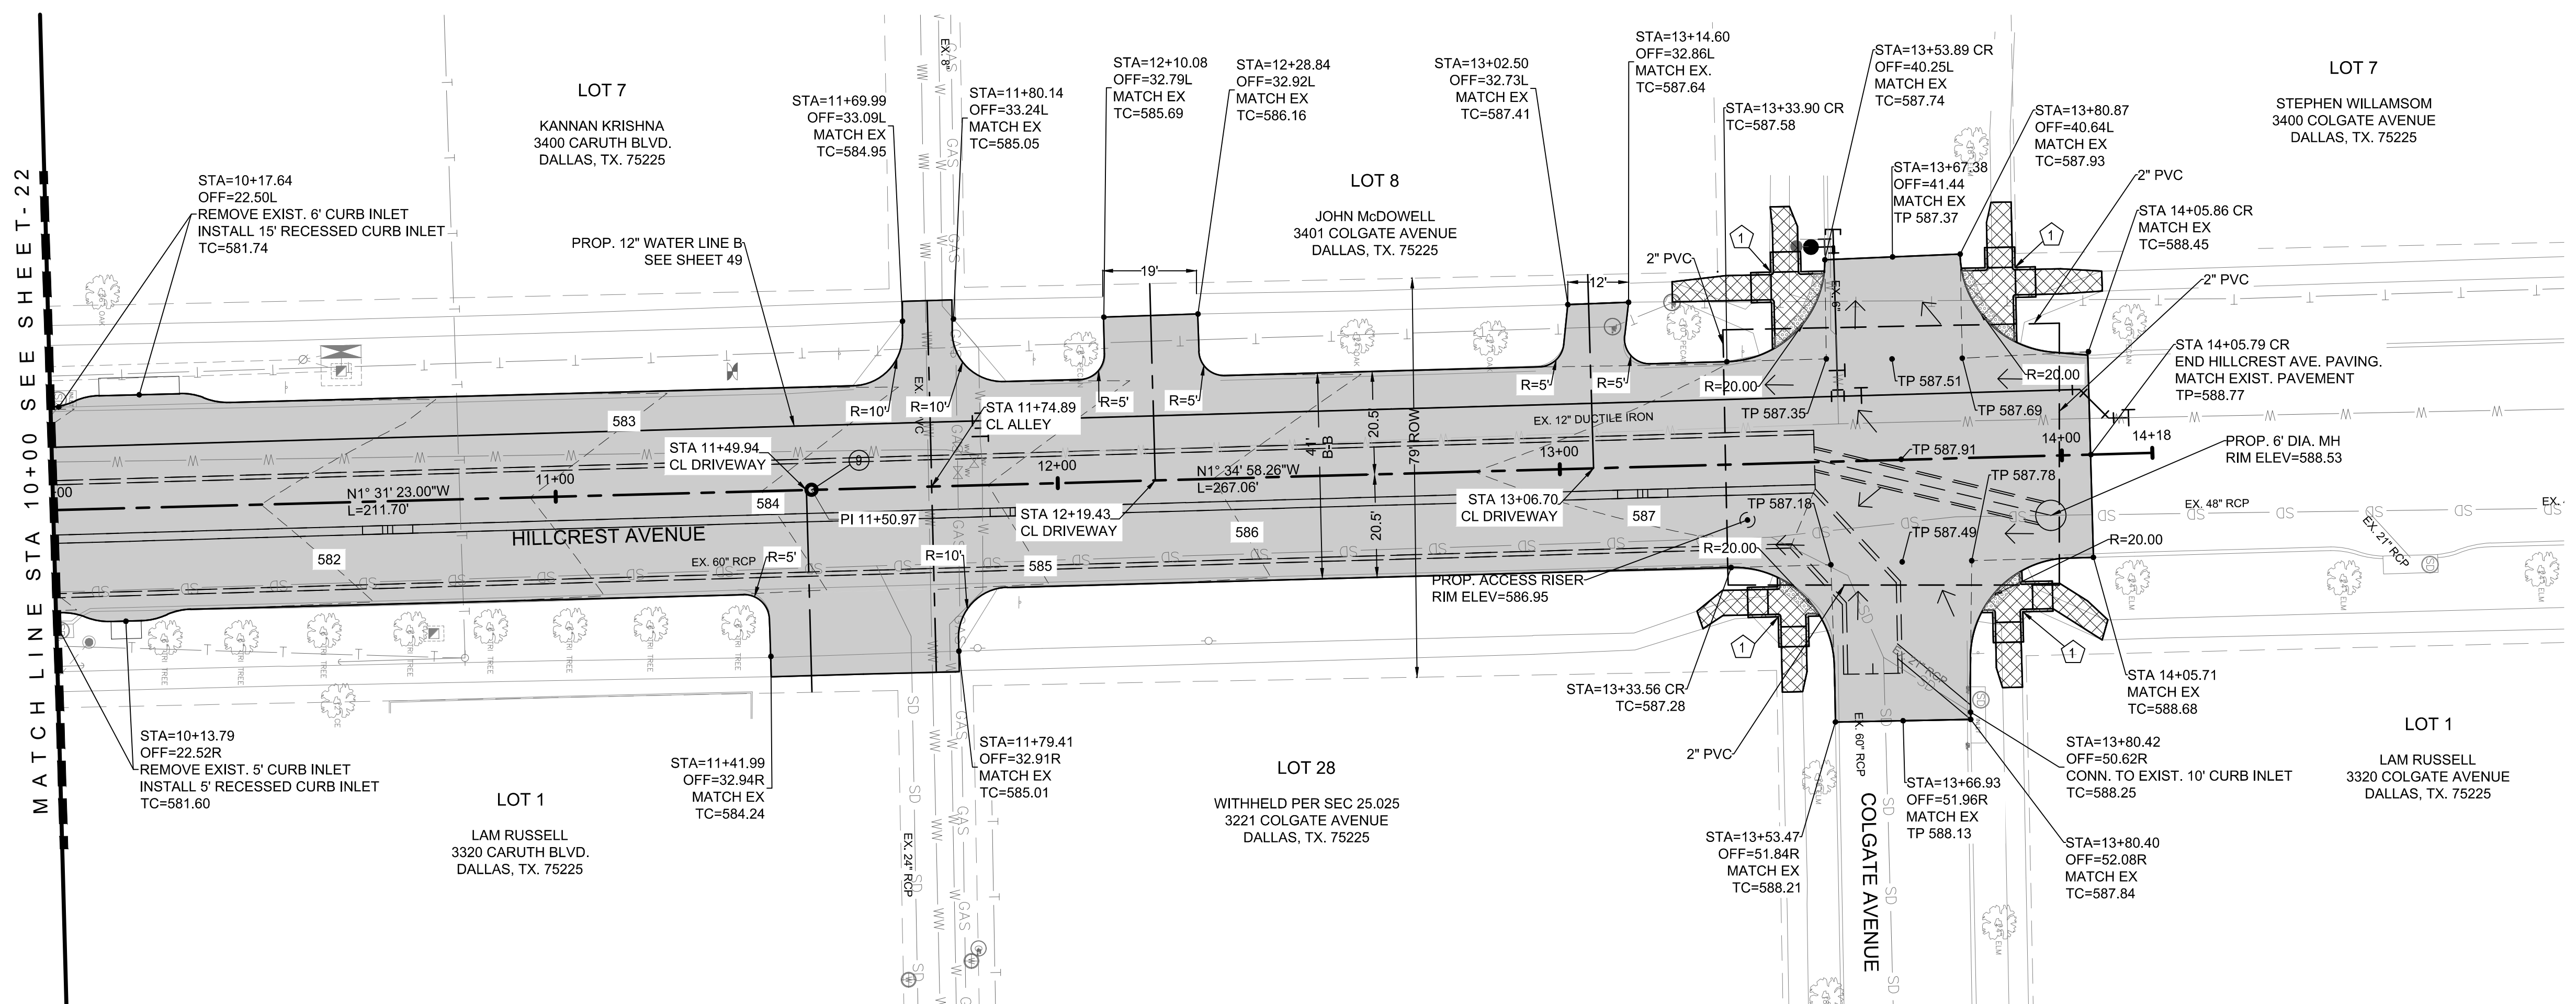 MATCH LINE STA 10+00 SEE SHEET-22
STA=10+17.64
OFF=22.50L
REMOVE EXIST. 6' CURB INLET
INSTALL 15' RECESSED CURB INLET
TC=581.74
LOT 7
KANNAN KRISHNA
3400 CARUTH BLVD.
DALLAS, TX. 75225
PROP. 12" WATER LINE B
SEE SHEET 49
STA=11+69.99
OFF=33.09L
MATCH EX
TC=584.95
EX. 8"
GAS
WW
STA=11+80.14
OFF=33.24L
MATCH EX
TC=585.05
STA=12+10.08
OFF=32.79L
MATCH EX
TC=585.69
STA=12+28.84
OFF=32.92L
MATCH EX
TC=586.16
LOT 8
JOHN McDOWELL
3401 COLGATE AVENUE
DALLAS, TX. 75225
STA=13+02.50
OFF=32.73L
MATCH EX
TC=587.41
STA=13+14.60
OFF=32.86L
MATCH EX.
TC=587.64
STA=13+33.90 CR
TC=587.58
STA=13+53.89 CR
OFF=40.25L
MATCH EX
TC=587.74
STA=13+67.38
OFF=41.44
MATCH EX
TP 587.37
STA=13+80.87
OFF=40.64L
MATCH EX
TC=587.93
2" PVC
STA 14+05.86 CR
MATCH EX
TC=588.45
2" PVC
LOT 7
STEPHEN WILLAMSOM
3400 COLGATE AVENUE
DALLAS, TX. 75225
STA 14+05.79 CR
END HILLCREST AVE. PAVING.
MATCH EXIST. PAVEMENT
TP=588.77
2" PVC
1
1
19'
12'
EX. 6"
R=10'
R=10'
R=5'
R=5'
R=5'
R=5'
R=20.00
R=20.00
TP 587.51
TP 587.35
TP 587.69
583
STA 11+74.89
CL ALLEY
STA 11+49.94
CL DRIVEWAY
9
EX. 12" DUCTILE IRON
41'
B-B
20.5'
20.5'
79' ROW
00
11+00
12+00
13+00
14+00
14+18
N1° 31' 23.00"W
L=211.70'
N1° 34' 58.26"W
L=267.06'
TP 587.91
TP 587.78
PROP. 6' DIA. MH
RIM ELEV=588.53
584
PI 11+50.97
STA 12+19.43
CL DRIVEWAY
STA 13+06.70
CL DRIVEWAY
TP 587.18
TP 587.49
EX. 48" RCP
EX. 21" RCP
HILLCREST AVENUE
582
EX. 60" RCP
R=5'
R=10'
585
586
587
R=20.00
R=20.00
PROP. ACCESS RISER
RIM ELEV=586.95
STA=10+13.79
OFF=22.52R
REMOVE EXIST. 5' CURB INLET
INSTALL 5' RECESSED CURB INLET
TC=581.60
LOT 1
LAM RUSSELL
3320 CARUTH BLVD.
DALLAS, TX. 75225
STA=11+41.99
OFF=32.94R
MATCH EX
TC=584.24
EX. 24" RCP
STA=11+79.41
OFF=32.91R
MATCH EX
TC=585.01
LOT 28
WITHHELD PER SEC 25.025
3221 COLGATE AVENUE
DALLAS, TX. 75225
STA=13+33.56 CR
TC=587.28
1
1
2" PVC
EX. 21" RCP
EX. 60" RCP
COLGATE AVENUE
STA=13+53.47
OFF=51.84R
MATCH EX
TC=588.21
STA=13+66.93
OFF=51.96R
MATCH EX
TP 588.13
STA 14+05.71
MATCH EX
TC=588.68
STA=13+80.42
OFF=50.62R
CONN. TO EXIST. 10' CURB INLET
TC=588.25
STA=13+80.40
OFF=52.08R
MATCH EX
TC=587.84
LOT 1
LAM RUSSELL
3320 COLGATE AVENUE
DALLAS, TX. 75225